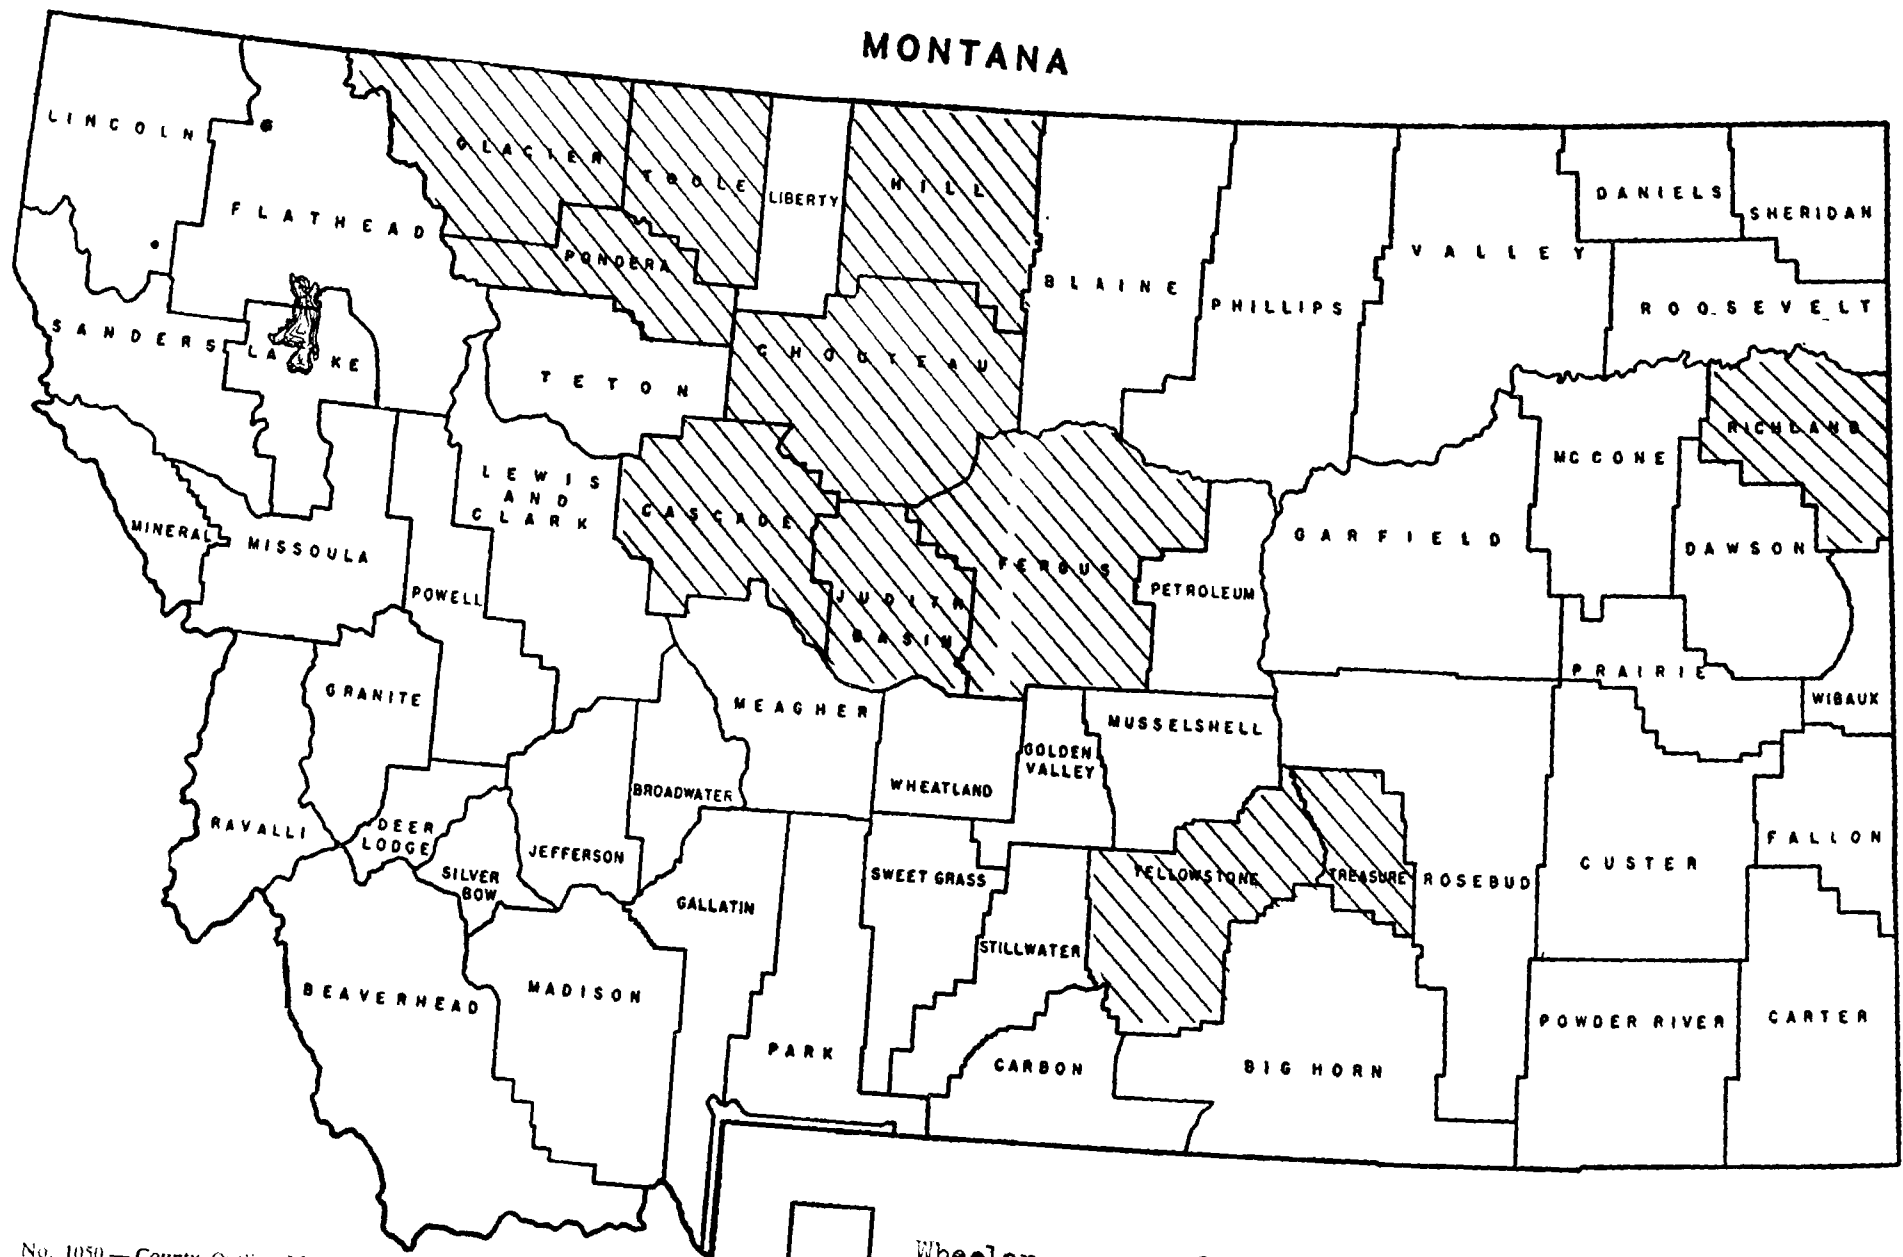 MONTANA
LINCOLN
GLACIER
TOOLE
LIBERTY
HILL
DANIELS
SHERIDAN
FLATHEAD
PONDERA
BLAINE
PHILLIPS
VALLEY
ROOSEVELT
SANDERS
LAKE
TETON
CHOUTEAU
RICHLAND
LEWIS
AND
CLARK
CASCADE
MCCONE
MINERAL
MISSOULA
FERGUS
GARFIELD
DAWSON
POWELL
JUDITH
BASIN
PETROLEUM
PRAIRIE
GRANITE
MEAGHER
MUSSELSHELL
WIBAUX
GOLDEN
VALLEY
BROADWATER
WHEATLAND
RAVALLI
DEER
LODGE
JEFFERSON
SILVER
BOW
SWEET GRASS
YELLOWSTONE
TREASURE
ROSEBUD
CUSTER
FALLON
GALLATIN
STILLWATER
BEAVERHEAD
MADISON
PARK
CARBON
BIG HORN
POWDER RIVER
CARTER
No. 1050 — County
Wheeler